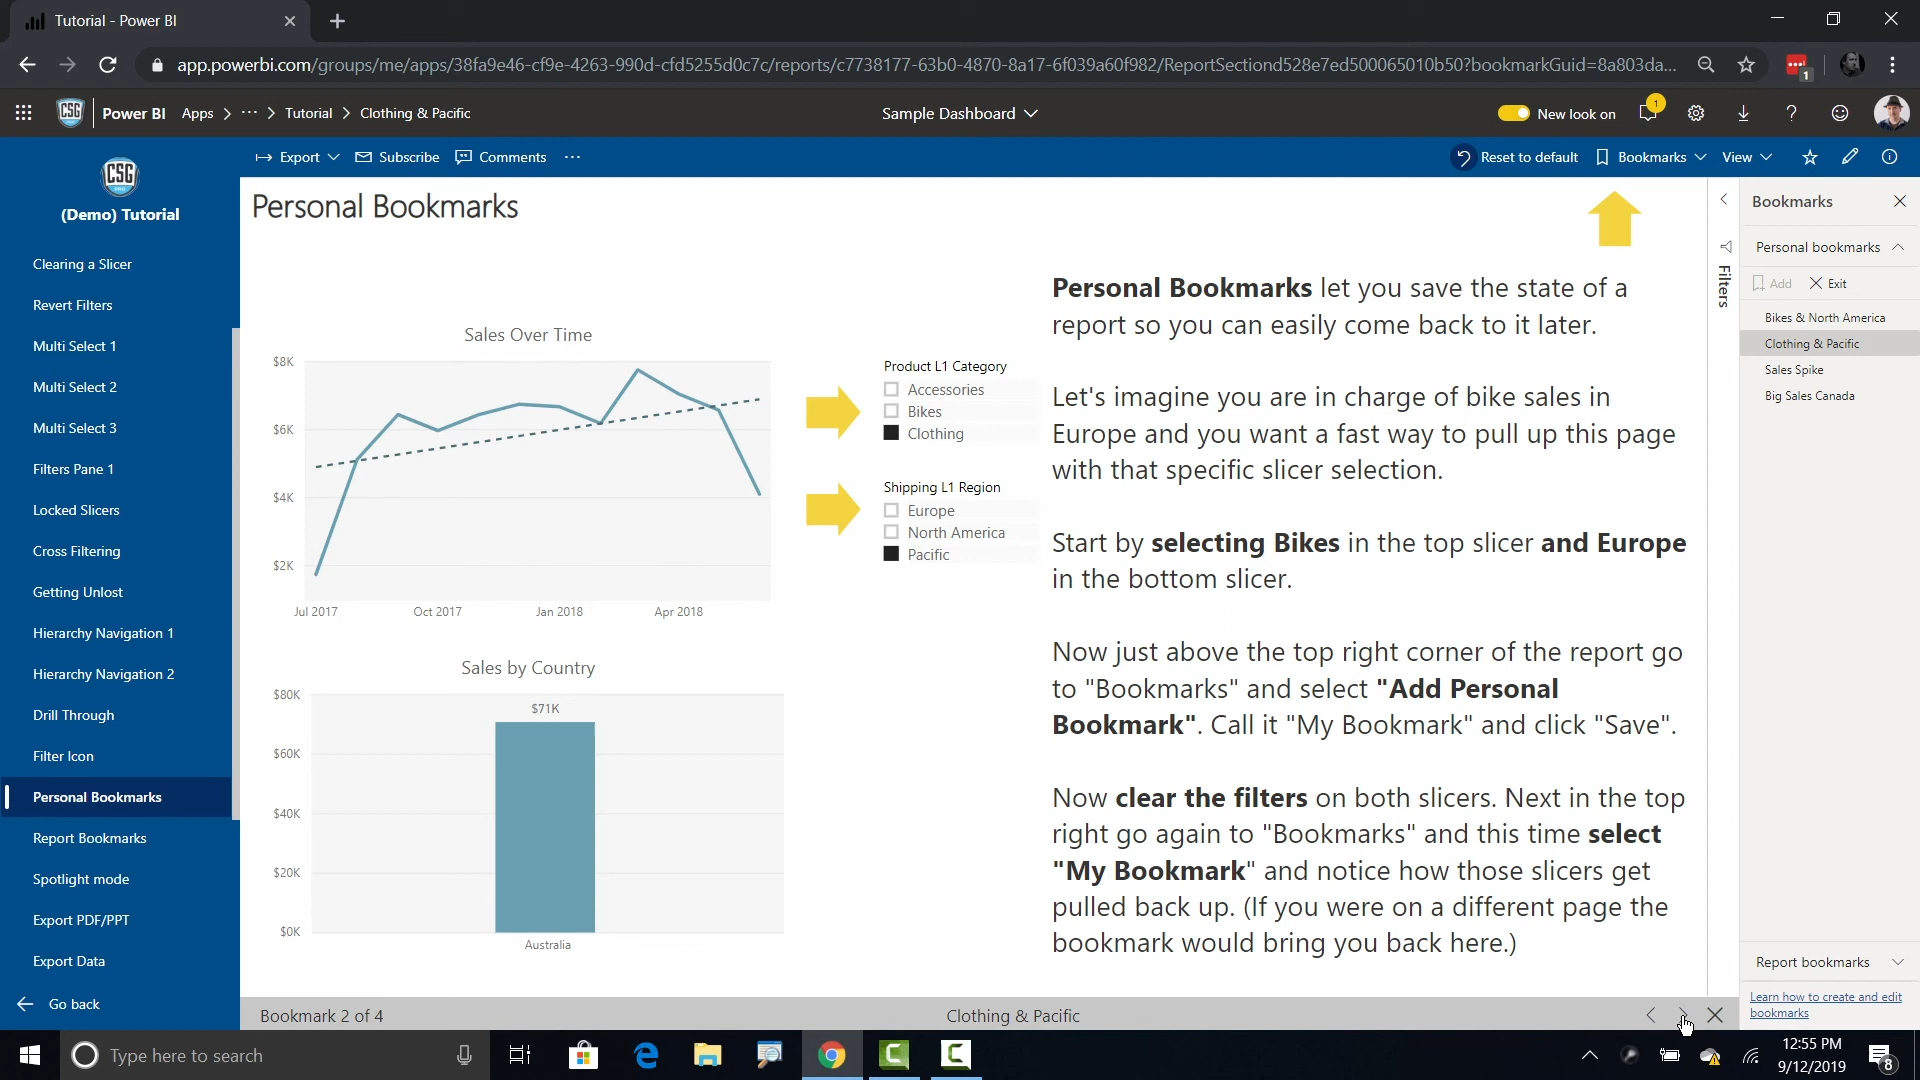 Tutorial - Power BI
app.powerbi.com/groups/me/apps/38fa9e46-cf9e-4263-990d-cfd5255d0c7c/reports/c7738177-63b0-4870-8a17-6f039a60f982/ReportSectiond528e7ed500065010b50?bookmarkGuid=8a803da...
1
CSG Power BI Apps > ... > Tutorial > Clothing & Pacific
Sample Dashboard
New look on
1
Export
Subscribe
Comments
...
Reset to default
Bookmarks
View
CSG
(Demo) Tutorial
Clearing a Slicer
Revert Filters
Multi Select 1
Multi Select 2
Multi Select 3
Filters Pane 1
Locked Slicers
Cross Filtering
Getting Unlost
Hierarchy Navigation 1
Hierarchy Navigation 2
Drill Through
Filter Icon
Personal Bookmarks
Report Bookmarks
Spotlight mode
Export PDF/PPT
Export Data
Go back
Personal Bookmarks
Sales Over Time
$8K
$6K
$4K
$2K
Jul 2017
Oct 2017
Jan 2018
Apr 2018
Sales by Country
$80K
$71K
$60K
$40K
$20K
$0K
Australia
Product L1 Category
Accessories
Bikes
Clothing
Shipping L1 Region
Europe
North America
Pacific
Personal Bookmarks let you save the state of a
report so you can easily come back to it later.
Let's imagine you are in charge of bike sales in
Europe and you want a fast way to pull up this page
with that specific slicer selection.
Start by selecting Bikes in the top slicer and Europe
in the bottom slicer.
Now just above the top right corner of the report go
to "Bookmarks" and select "Add Personal
Bookmark". Call it "My Bookmark" and click "Save".
Now clear the filters on both slicers. Next in the top
right go again to "Bookmarks" and this time select
"My Bookmark" and notice how those slicers get
pulled back up. (If you were on a different page the
bookmark would bring you back here.)
Filters
Bookmarks
Personal bookmarks
Add
Exit
Bikes & North America
Clothing & Pacific
Sales Spike
Big Sales Canada
Report bookmarks
Learn how to create and edit
bookmarks
Bookmark 2 of 4
Clothing & Pacific
Type here to search
12:55 PM
9/12/2019
8